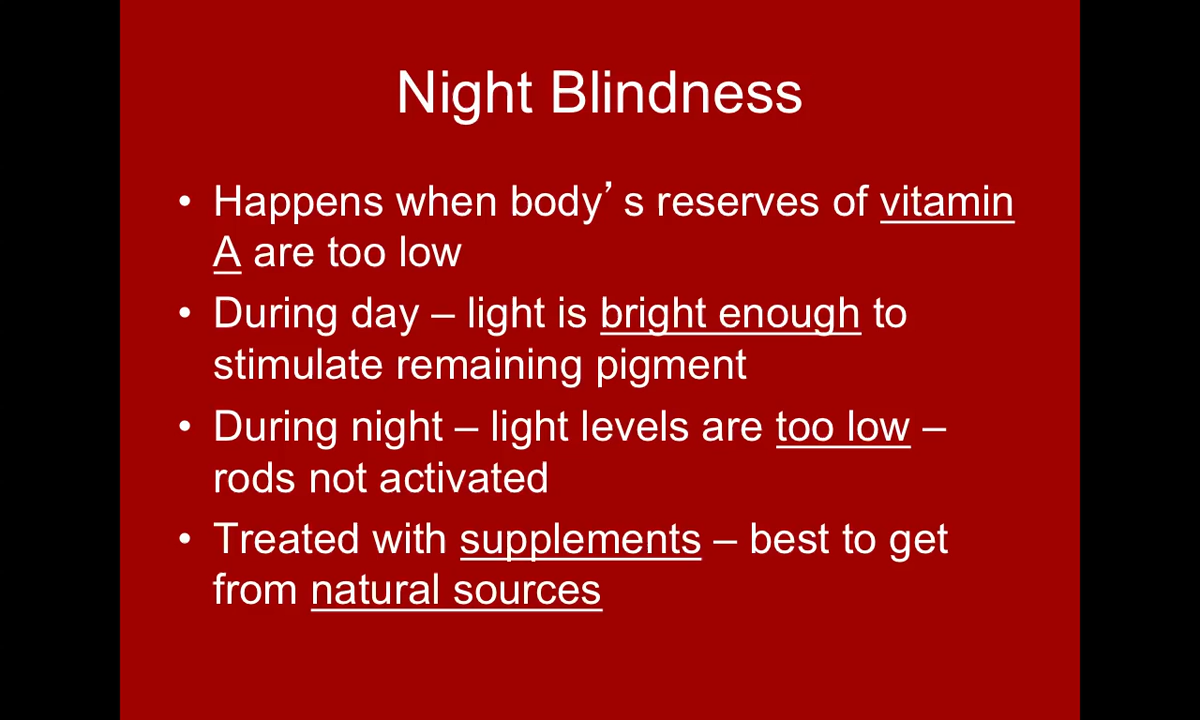 Night Blindness
• Happens when body’s reserves of vitamin
A are too low
• During day – light is bright enough to
stimulate remaining pigment
• During night – light levels are too low –
rods not activated
• Treated with supplements – best to get
from natural sources